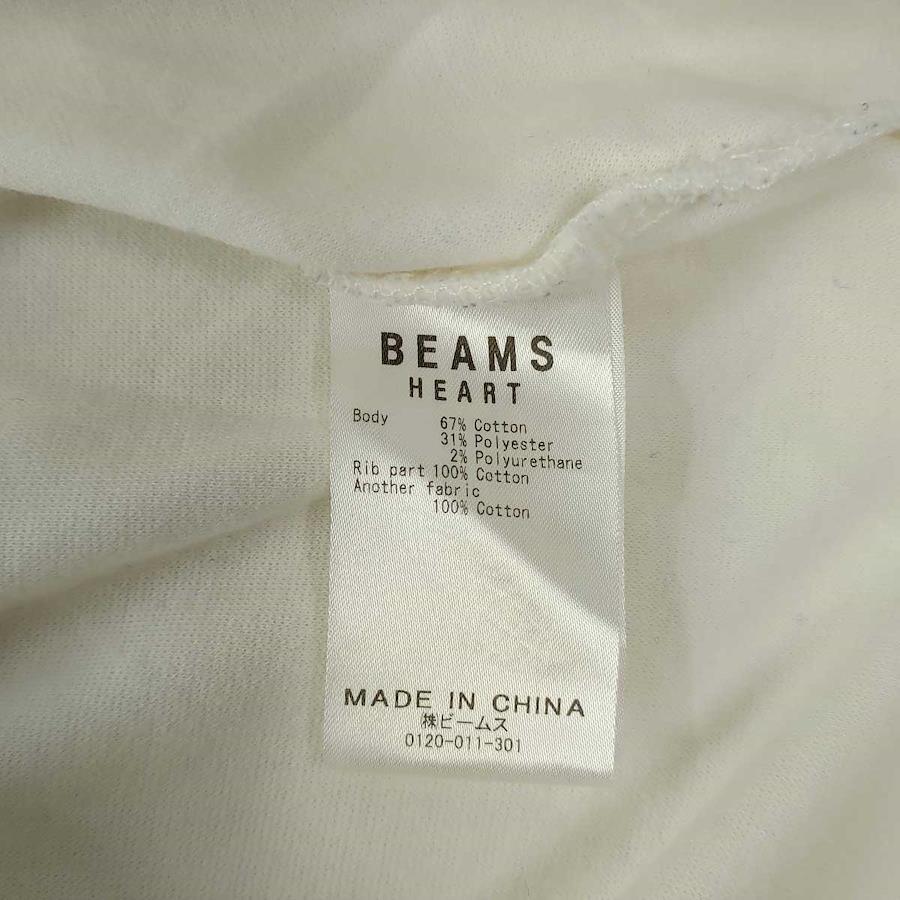 BEAMS
HEART
Body 67% Cotton
31% Polyester
2% Polyurethane
Rib part 100% Cotton
Another fabric
100% Cotton
MADE IN CHINA
㈱ビームス
0120-011-301